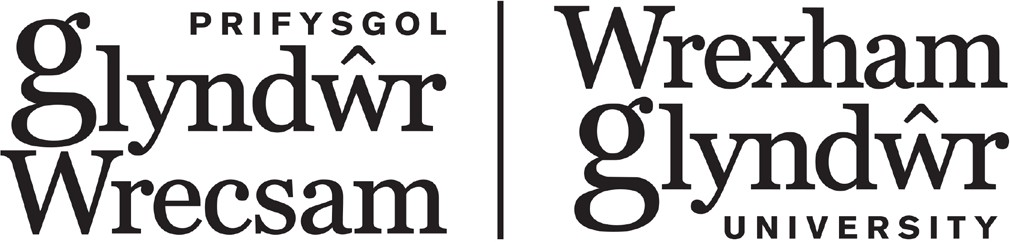 PRIFYSGOL
glyndŵr
Wrecsam
Wrexham
glyndŵr
UNIVERSITY